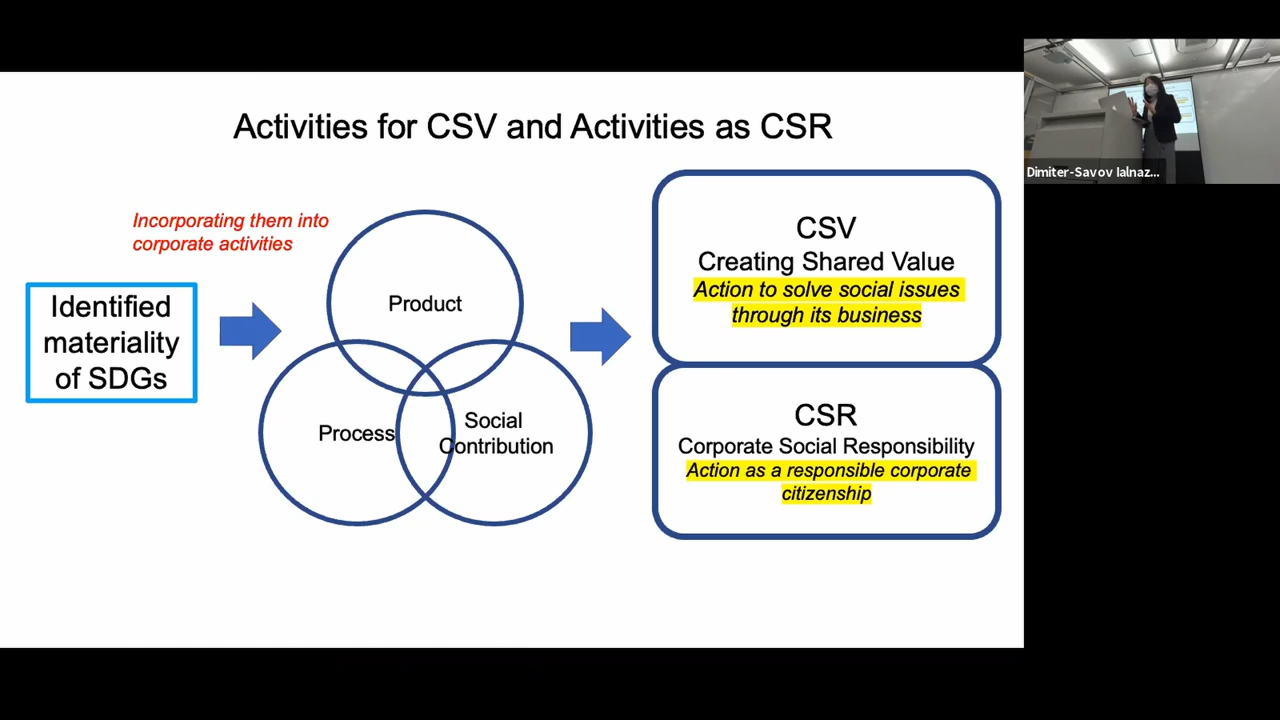 Activities for CSV and Activities as CSR
Incorporating them into
corporate activities
Identified
materiality
of SDGs
Product
Process
Social
Contribution
CSV
Creating Shared Value
Action to solve social issues
through its business
CSR
Corporate Social Responsibility
Action as a responsible corporate
citizenship
Dimiter-Savov Ialnaz...